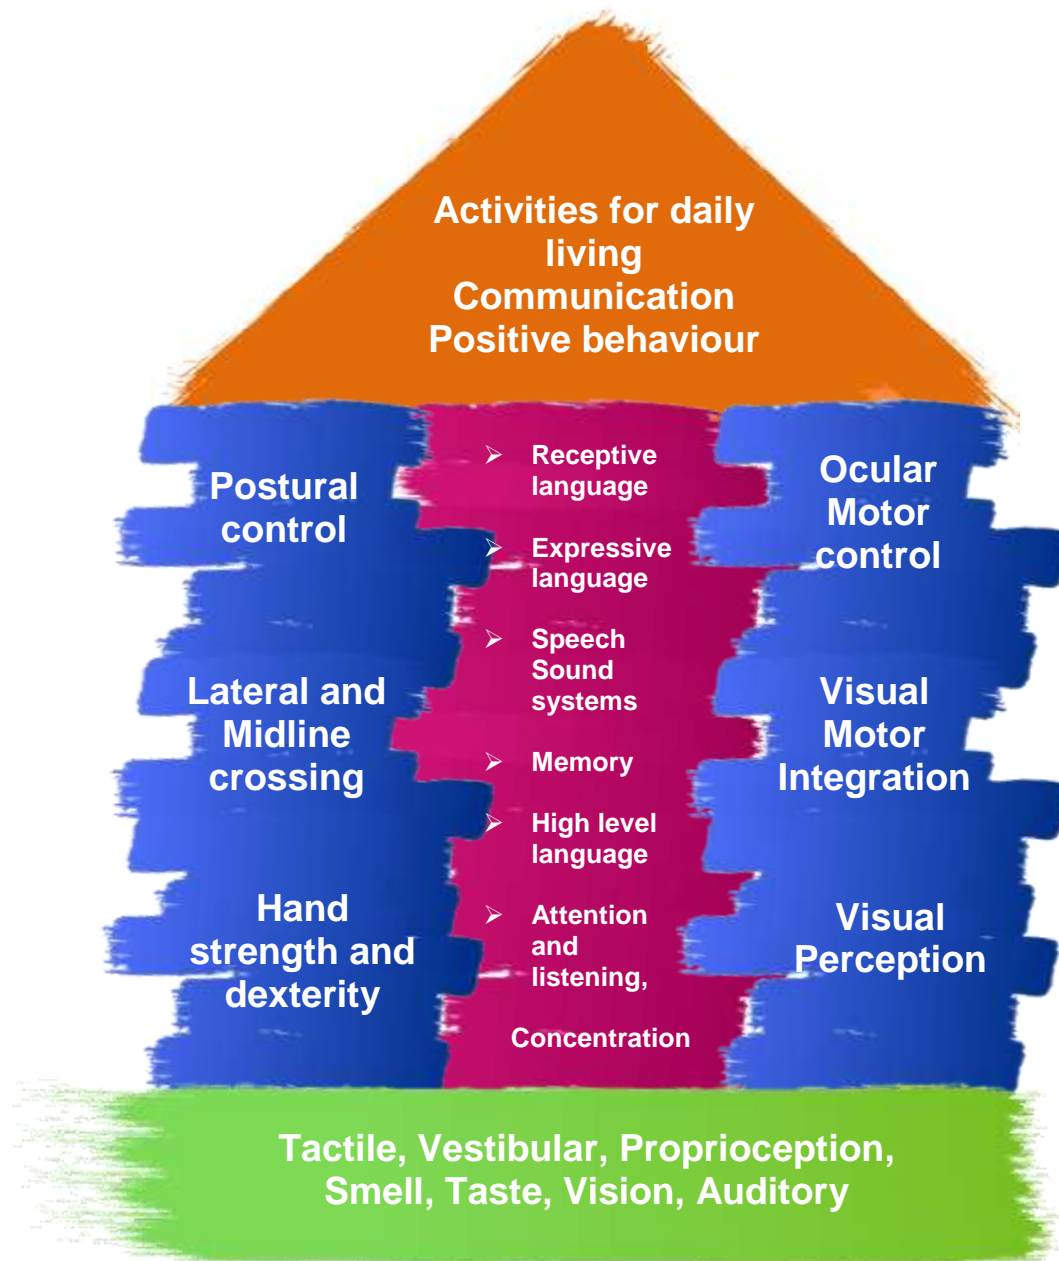 Activities for daily
living
Communication
Positive behaviour
Postural
control
Lateral and
Midline
crossing
Hand
strength and
dexterity
➢ Receptive
language
➢ Expressive
language
➢ Speech
Sound
systems
➢ Memory
➢ High level
language
➢ Attention
and
listening,
Concentration
Ocular
Motor
control
Visual
Motor
Integration
Visual
Perception
Tactile, Vestibular, Proprioception,
Smell, Taste, Vision, Auditory